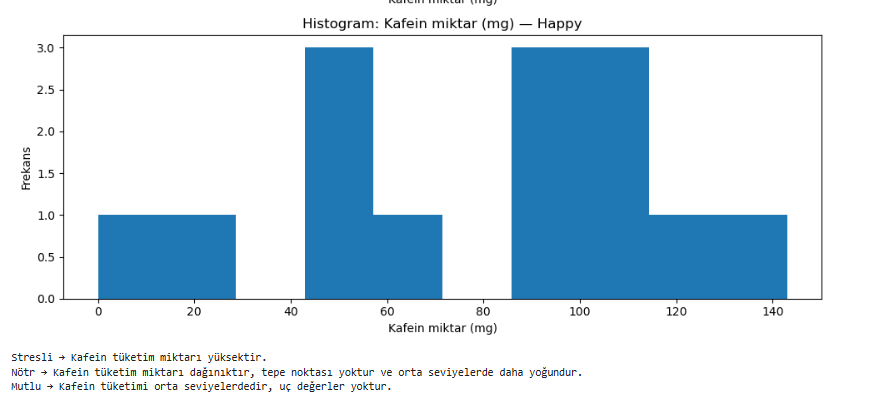 Kafein miktar (mg)
Histogram: Kafein miktar (mg) — Happy
3.0
2.5
2.0
1.5
1.0
0.5
0.0
Frekans
0 20 40 60 80 100 120 140
Kafein miktar (mg)
Stresli → Kafein tüketim miktarı yüksektir.
Nötr → Kafein tüketim miktarı dağınıktır, tepe noktası yoktur ve orta seviyelerde daha yoğundur.
Mutlu → Kafein tüketimi orta seviyelerdedir, uç değerler yoktur.